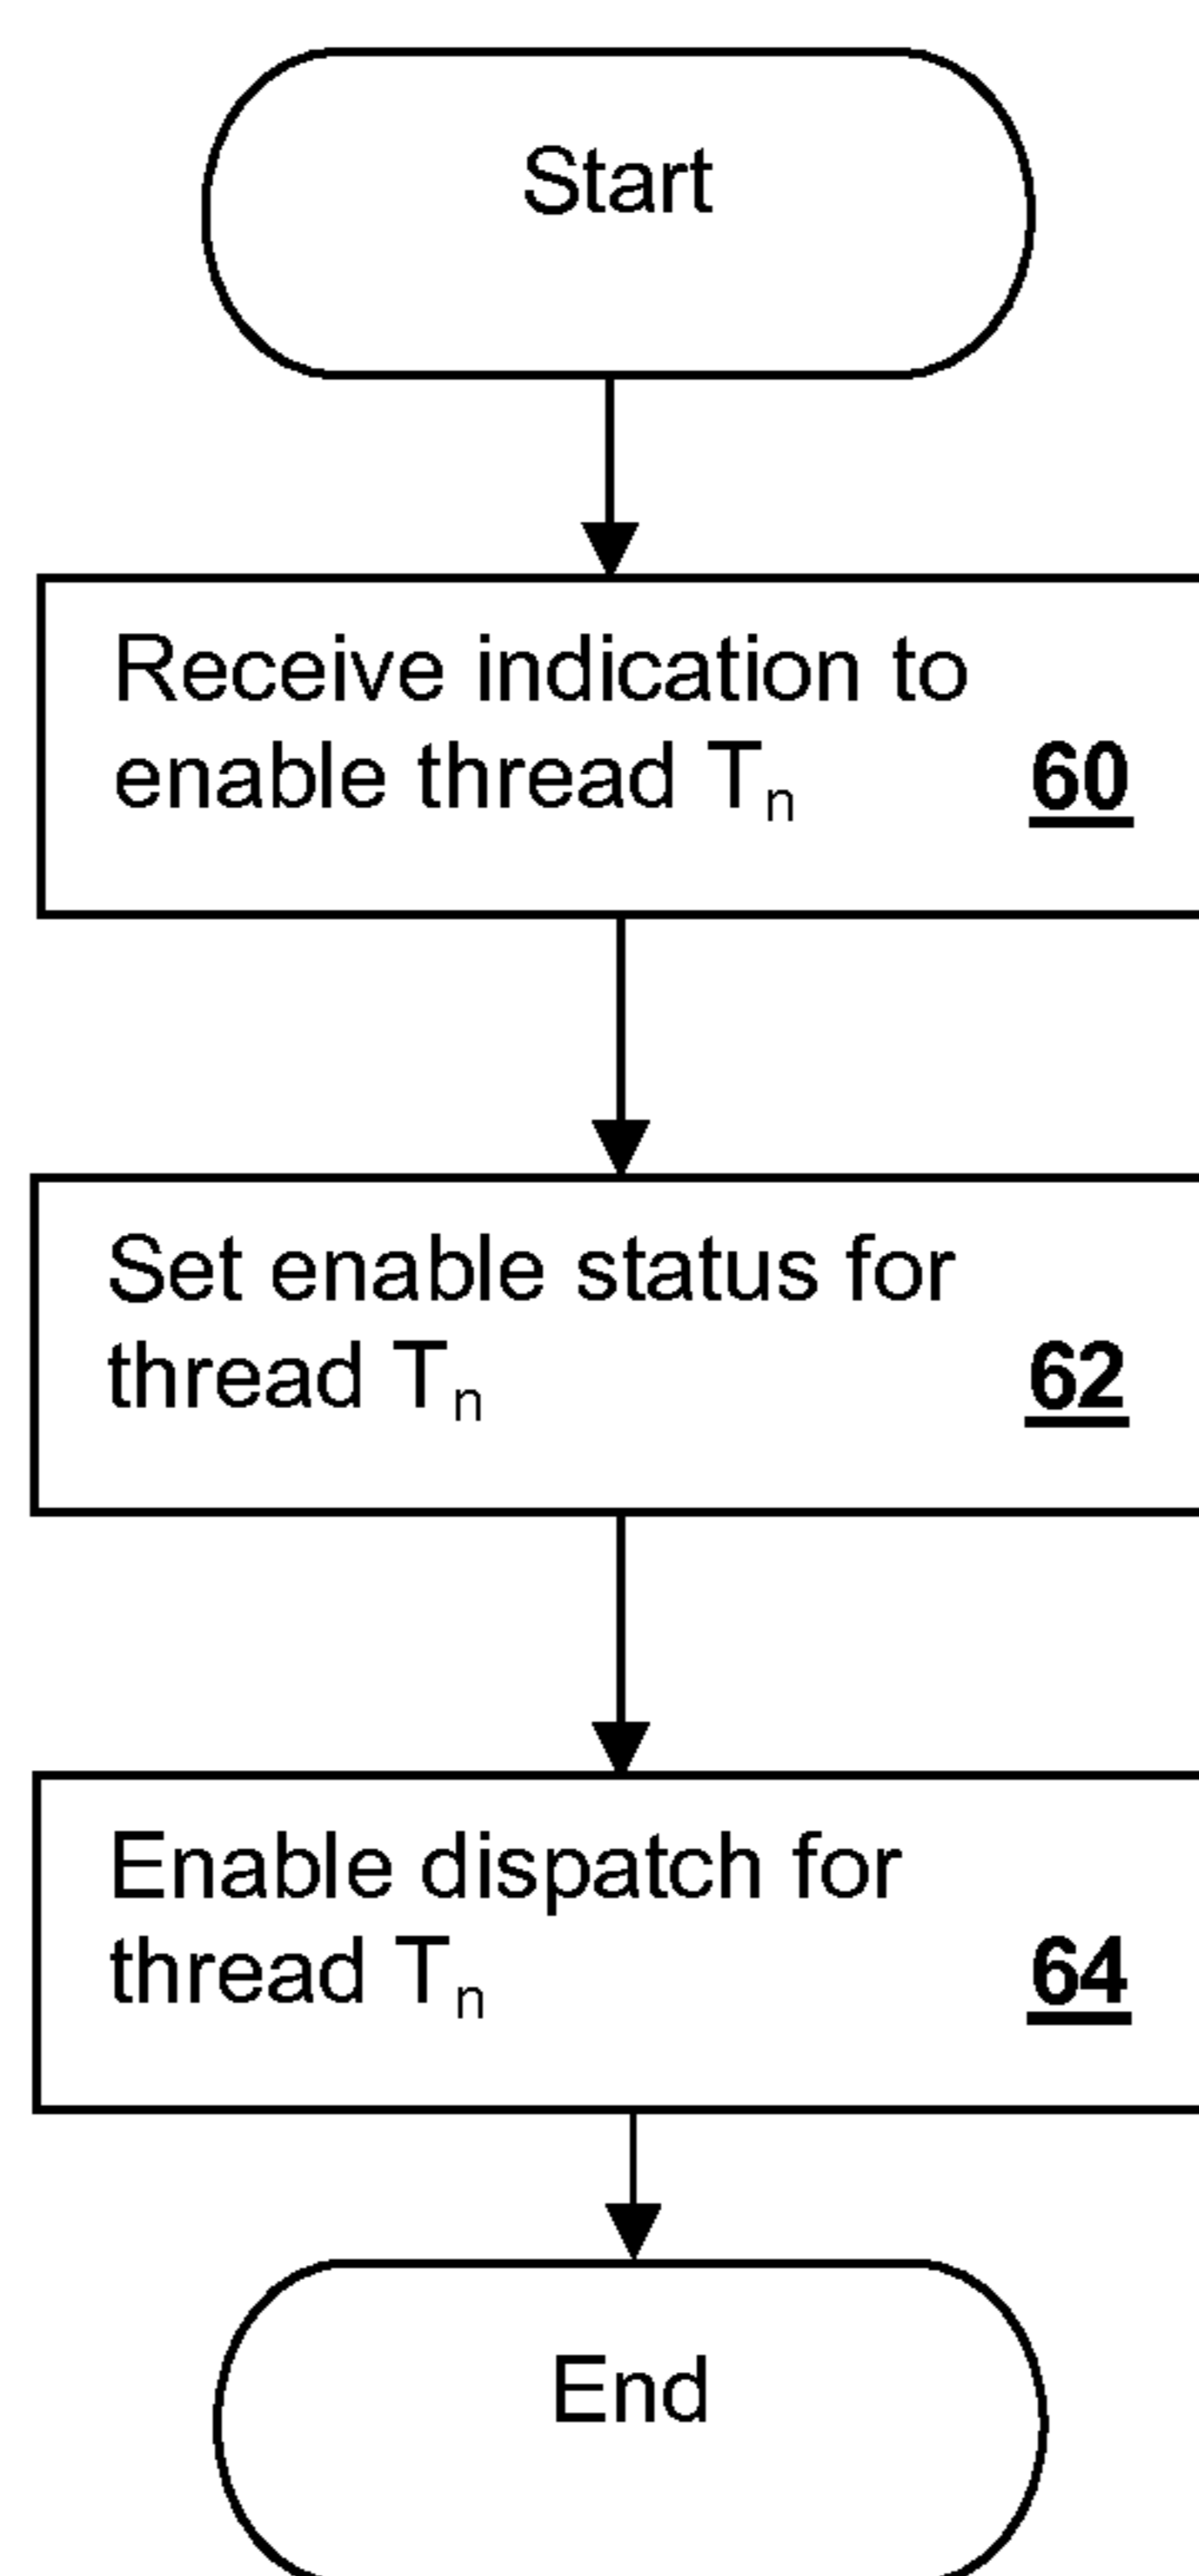 Start
Receive indication to
enable thread Tn 60
Set enable status for
thread Tn 62
Enable dispatch for
thread Tn 64
End